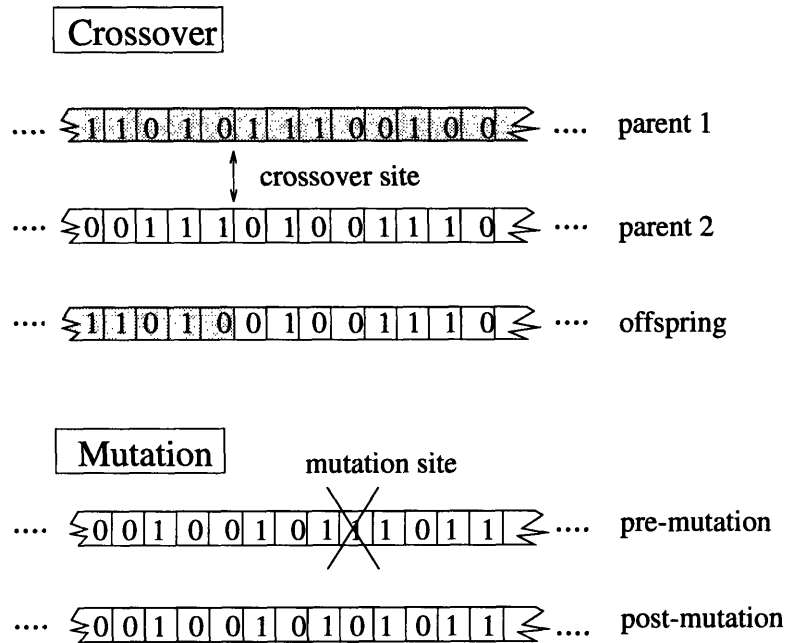 Crossover
.... 1 1 0 1 0 1 1 1 0 0 1 0 0 .... parent 1
crossover site
.... 0 0 1 1 1 0 1 0 0 1 1 1 0 .... parent 2
.... 1 1 0 1 0 0 1 0 0 1 1 1 0 .... offspring
Mutation
mutation site
.... 0 0 1 0 0 1 0 1 1 1 0 1 1 .... pre-mutation
.... 0 0 1 0 0 1 0 1 0 1 0 1 1 .... post-mutation